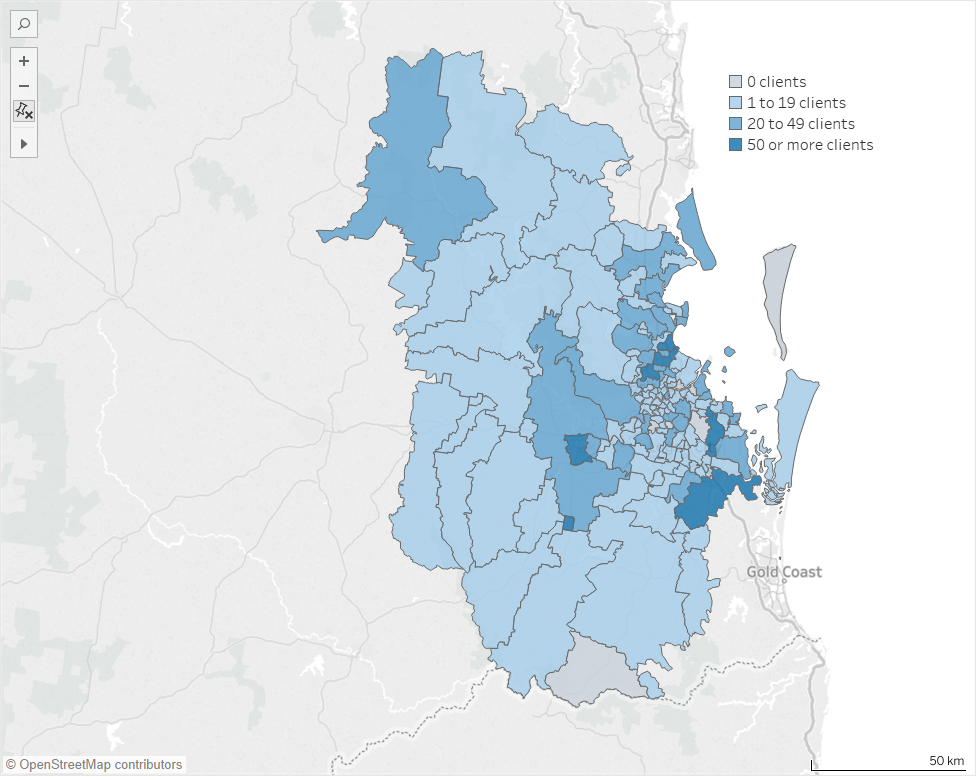 0 clients
1 to 19 clients
20 to 49 clients
50 or more clients
Gold Coast
© OpenStreetMap contributors
50 km